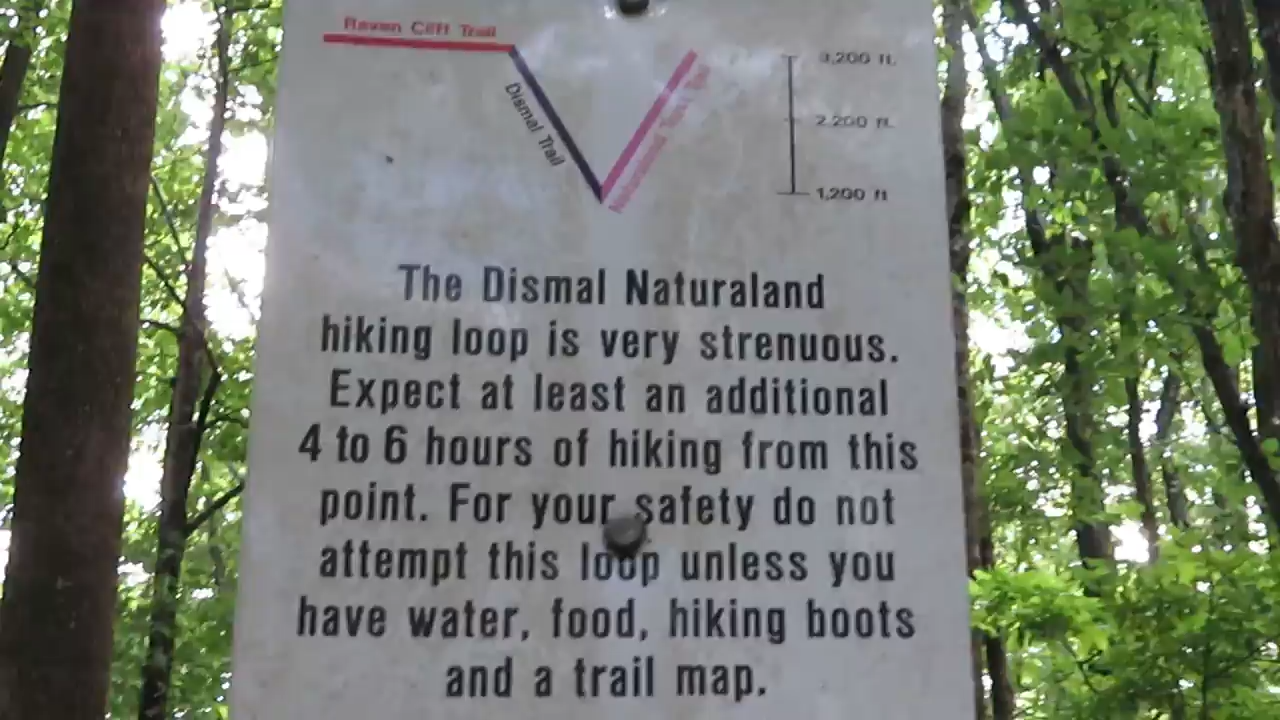 Raven Cliff Trail
Dismal Trail
3,200 ft.
2,200 ft.
1,200 ft
The Dismal Naturaland
hiking loop is very strenuous.
Expect at least an additional
4 to 6 hours of hiking from this
point. For your safety do not
attempt this loop unless you
have water, food, hiking boots
and a trail map.